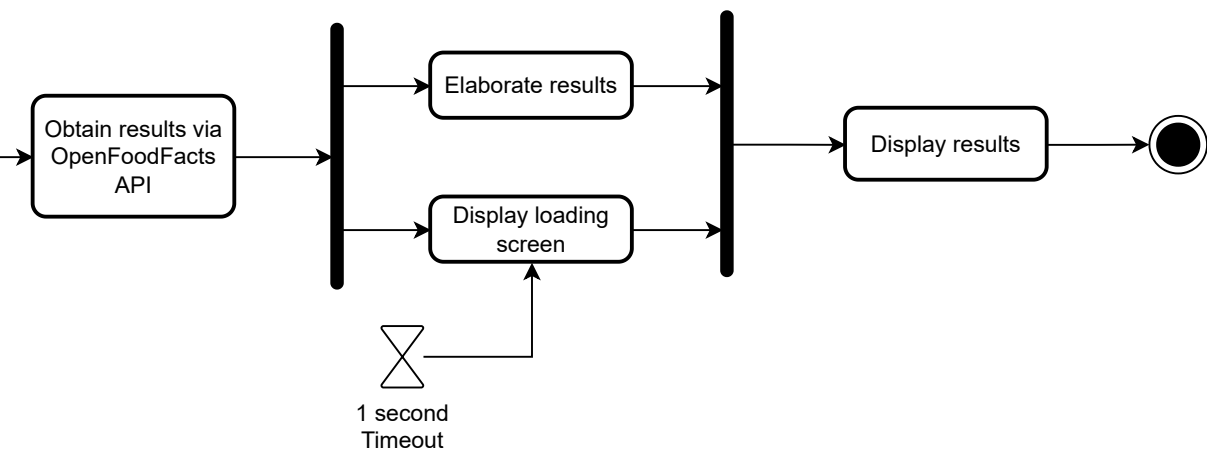 Obtain results via
OpenFoodFacts
API
Elaborate results
Display loading
screen
1 second
Timeout
Display results